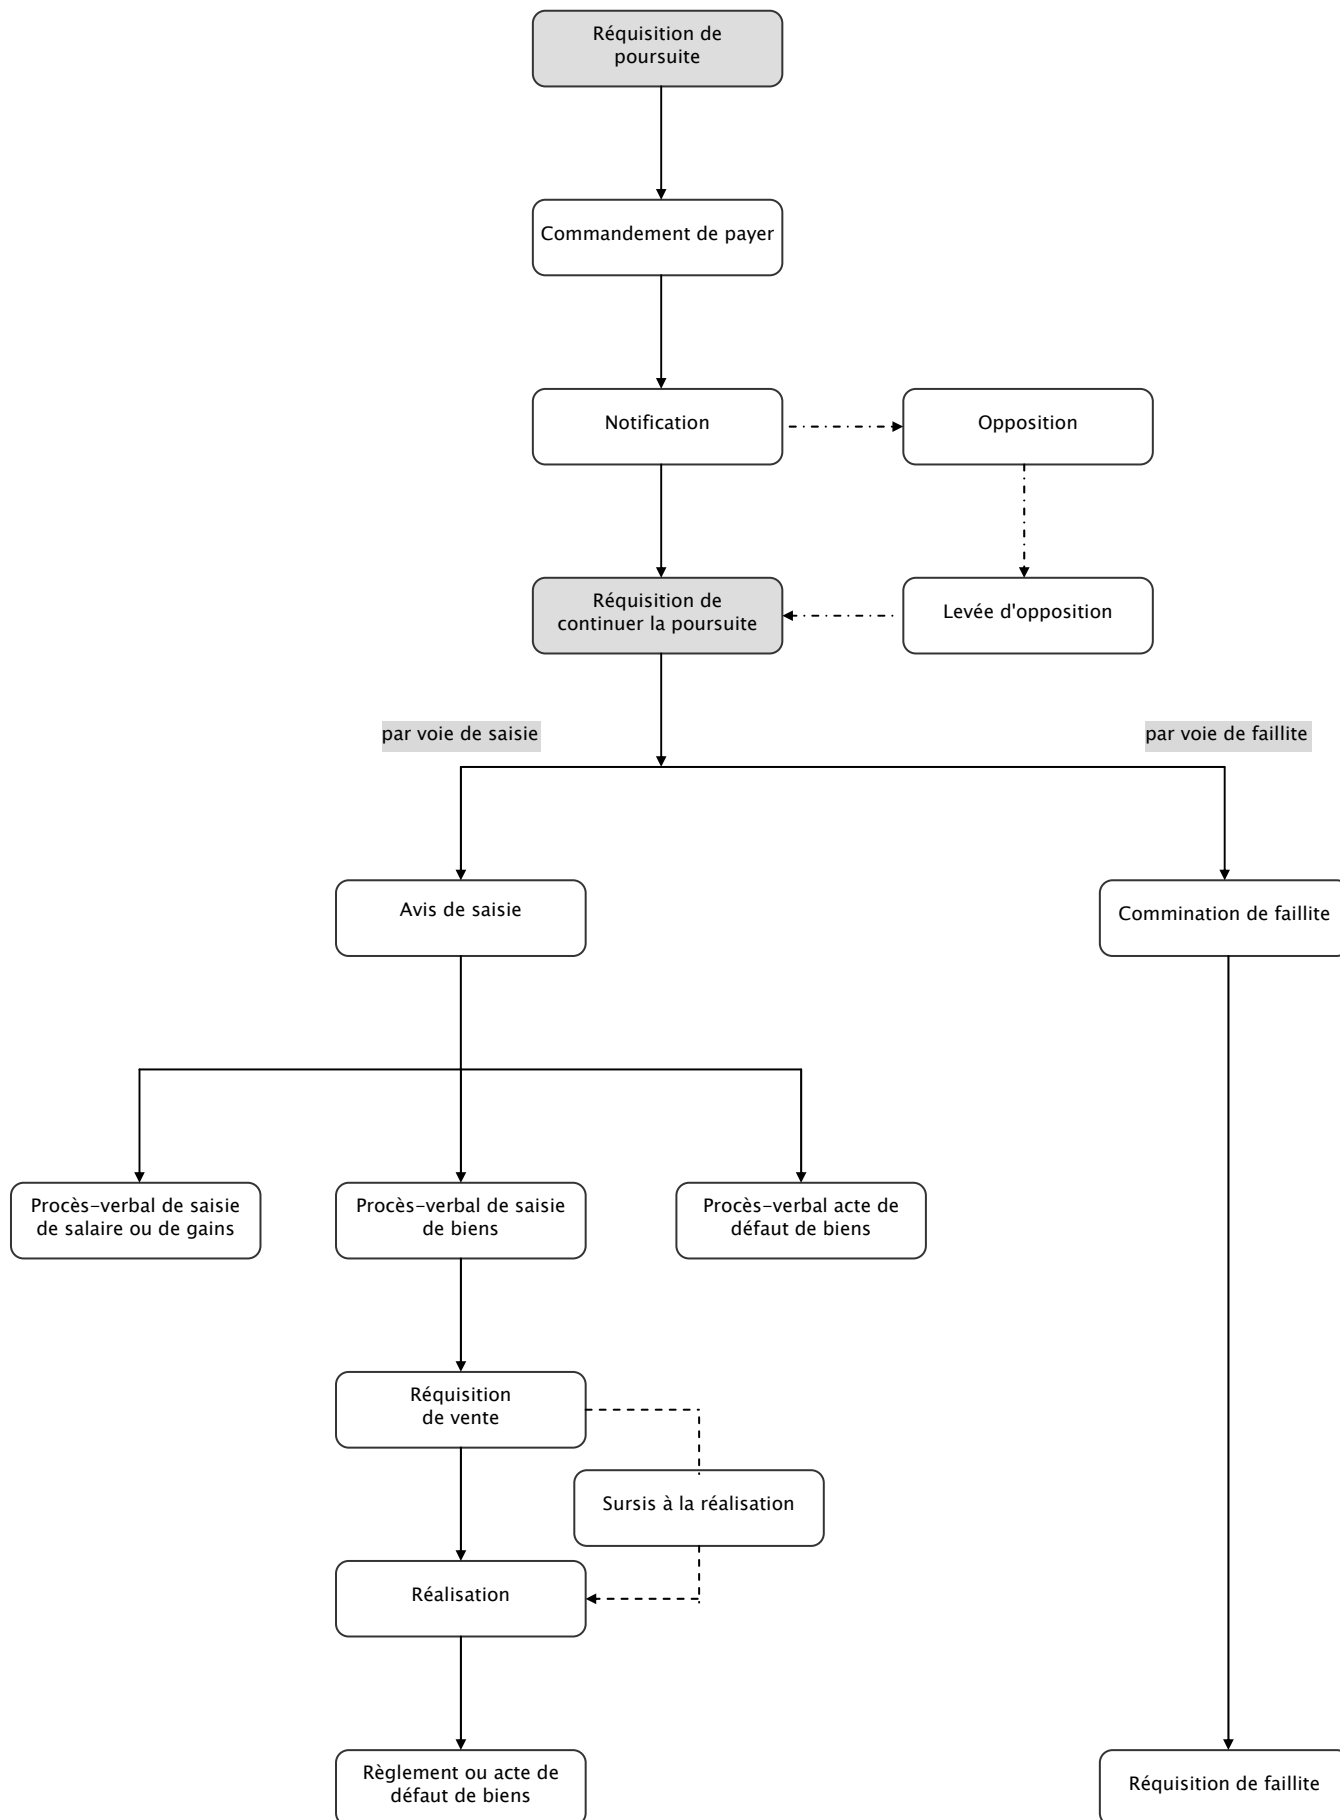 Réquisition de
poursuite
Commandement de payer
Notification
Opposition
Réquisition de
continuer la poursuite
Levée d'opposition
par voie de saisie
par voie de faillite
Avis de saisie
Commination de faillite
Procès-verbal de saisie
de salaire ou de gains
Procès-verbal de saisie
de biens
Procès-verbal acte de
défaut de biens
Réquisition
de vente
Sursis à la réalisation
Réalisation
Règlement ou acte de
défaut de biens
Réquisition de faillite